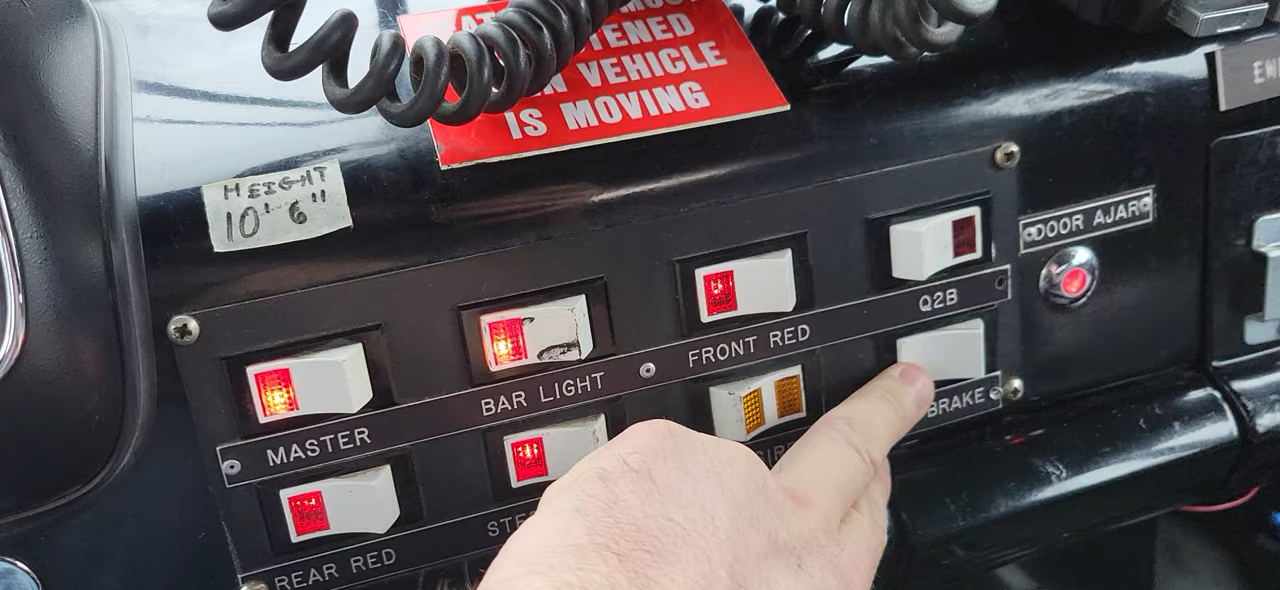 TENED
VEHICLE
IS MOVING
HEIGHT
10' 6"
DOOR AJAR
Q2B
FRONT RED
BAR LIGHT
MASTER
BRAKE
REAR RED